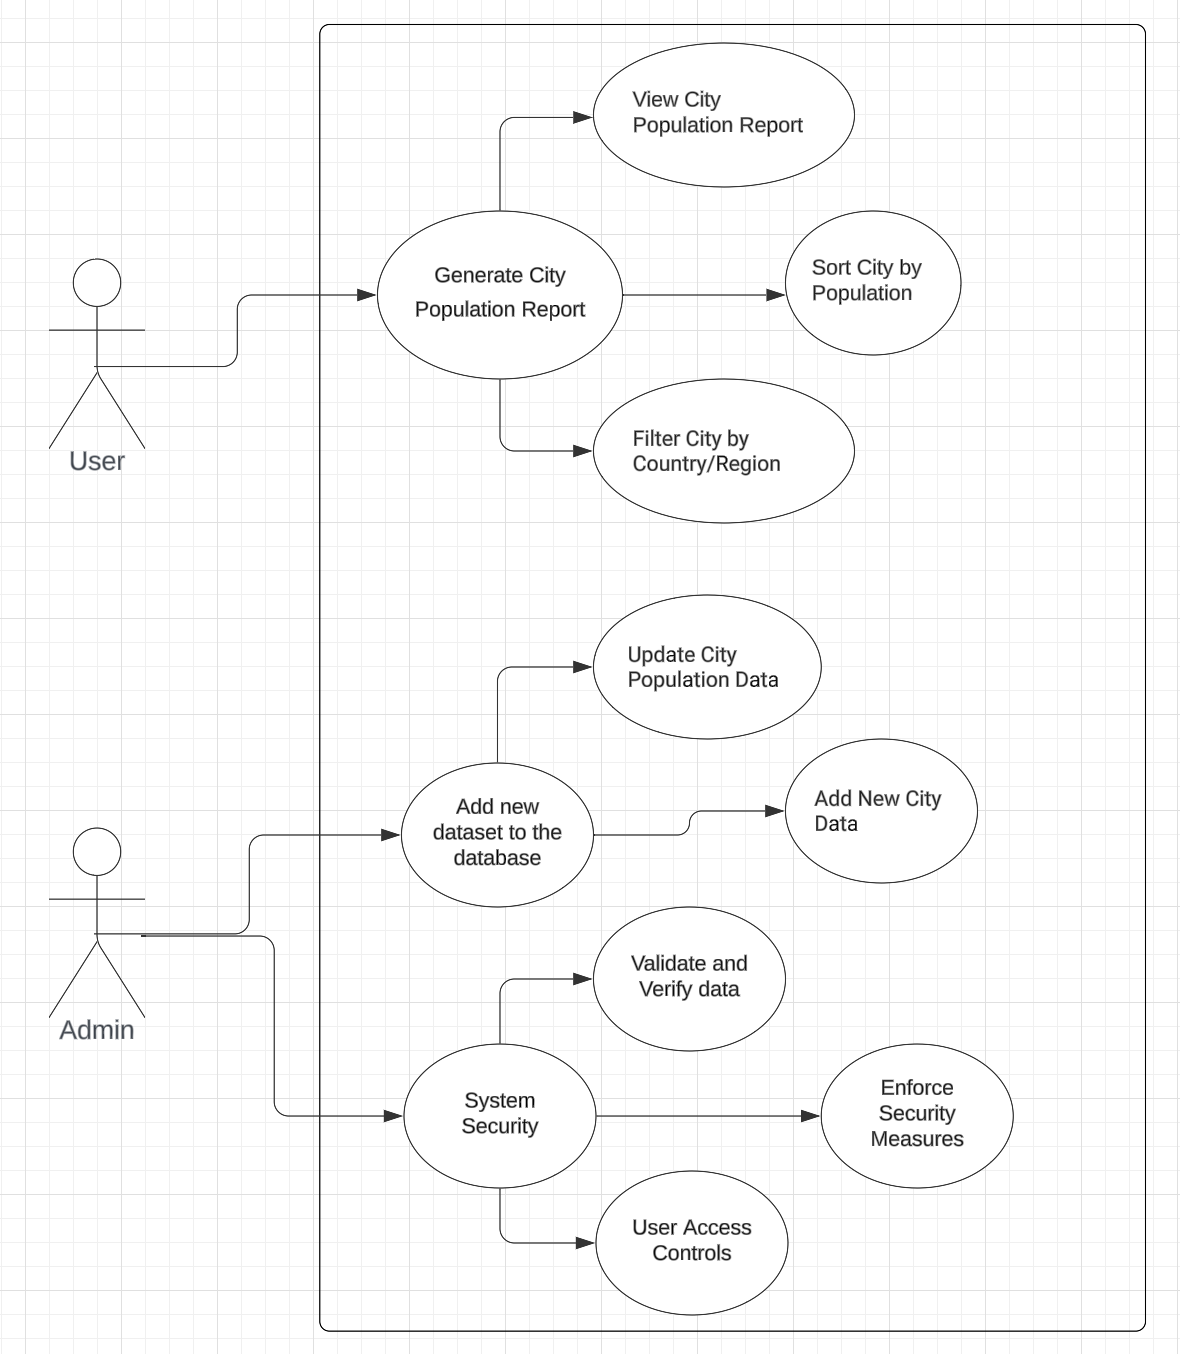 View City
Population Report
Generate City
Population Report
Sort City by
Population
Filter City by
Country/Region
User
Update City
Population Data
Add new
dataset to the
database
Add New City
Data
Admin
Validate and
Verify data
System
Security
Enforce
Security
Measures
User Access
Controls